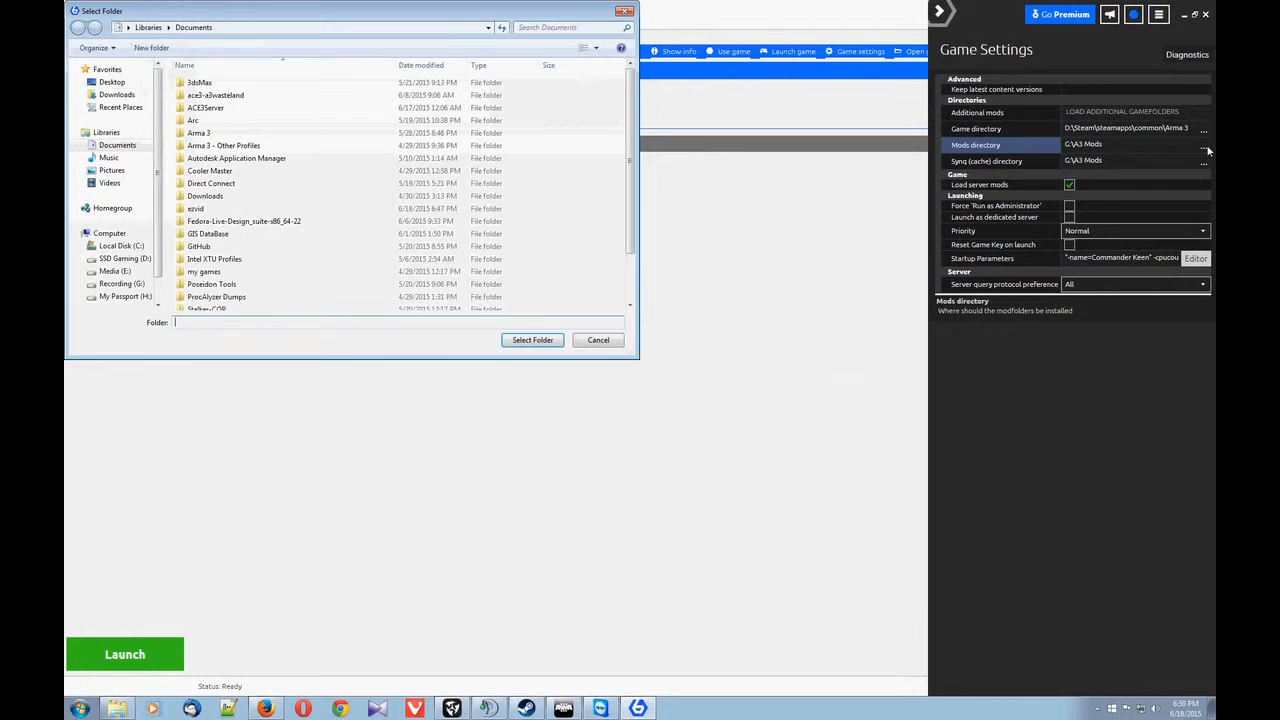 Select Folder
Libraries
Documents
Search Documents
Organize
New folder
Name
Date modified
Type
Size
Favorites
Desktop
Downloads
Recent Places
Libraries
Documents
Music
Pictures
Videos
Homegroup
Computer
Local Disk (C:)
SSD Gaming (D:)
Media (E:)
Recording (G:)
My Passport (H:)
3dsMax 5/21/2015 9:13 PM File folder
ace3-a3wasteland 6/8/2015 9:06 AM File folder
ACE3Server 6/17/2015 12:06 AM File folder
Arc 5/19/2015 10:38 PM File folder
Arma 3 5/28/2015 8:46 PM File folder
Arma 3 - Other Profiles 4/29/2015 9:36 PM File folder
Autodesk Application Manager 5/10/2015 1:14 AM File folder
Cooler Master 4/29/2015 12:58 PM File folder
Direct Connect 5/19/2015 5:21 PM File folder
Downloads 4/30/2015 3:13 PM File folder
ezvid 6/18/2015 6:47 PM File folder
Fedora-Live-Design_suite-x86_64-22 6/6/2015 9:33 PM File folder
GIS DataBase 6/1/2015 1:50 PM File folder
GitHub 5/20/2015 8:55 PM File folder
Intel XTU Profiles 5/6/2015 2:54 AM File folder
my games 4/29/2015 12:21 PM File folder
Poseidon Tools 5/20/2015 9:06 PM File folder
ProcAlyzer Dumps 4/29/2015 1:31 PM File folder
Stalker-COP 5/20/2015 12:17 PM File folder
Folder:
Select Folder
Cancel
Show info
Use game
Launch game
Game settings
Open g
Go Premium
Game Settings
Diagnostics
Advanced
Keep latest content versions
Directories
Additional mods LOAD ADDITIONAL GAMEFOLDERS
Game directory D:\Steam\steamapps\common\Arma 3 ...
Mods directory G:\A3 Mods ...
Synq (cache) directory G:\A3 Mods ...
Game
Load server mods
Launching
Force 'Run as Administrator'
Launch as dedicated server
Priority Normal
Reset Game Key on launch
Startup Parameters "-name=Commander Keen" -cpucou Editor
Server
Server query protocol preference All
Mods directory
Where should the modfolders be installed
Launch
Status: Ready
6:50 PM
6/18/2015